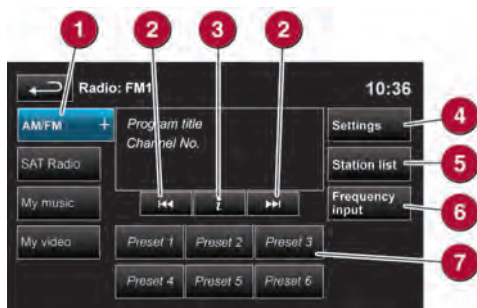 1 2 3 2
Radio: FM1 10:36
AM/FM + Program title Settings 4
Channel No.
SAT Radio Station list 5
My music i Frequency input 6
My video Preset 1 Preset 2 Preset 3 7
Preset 4 Preset 5 Preset 6